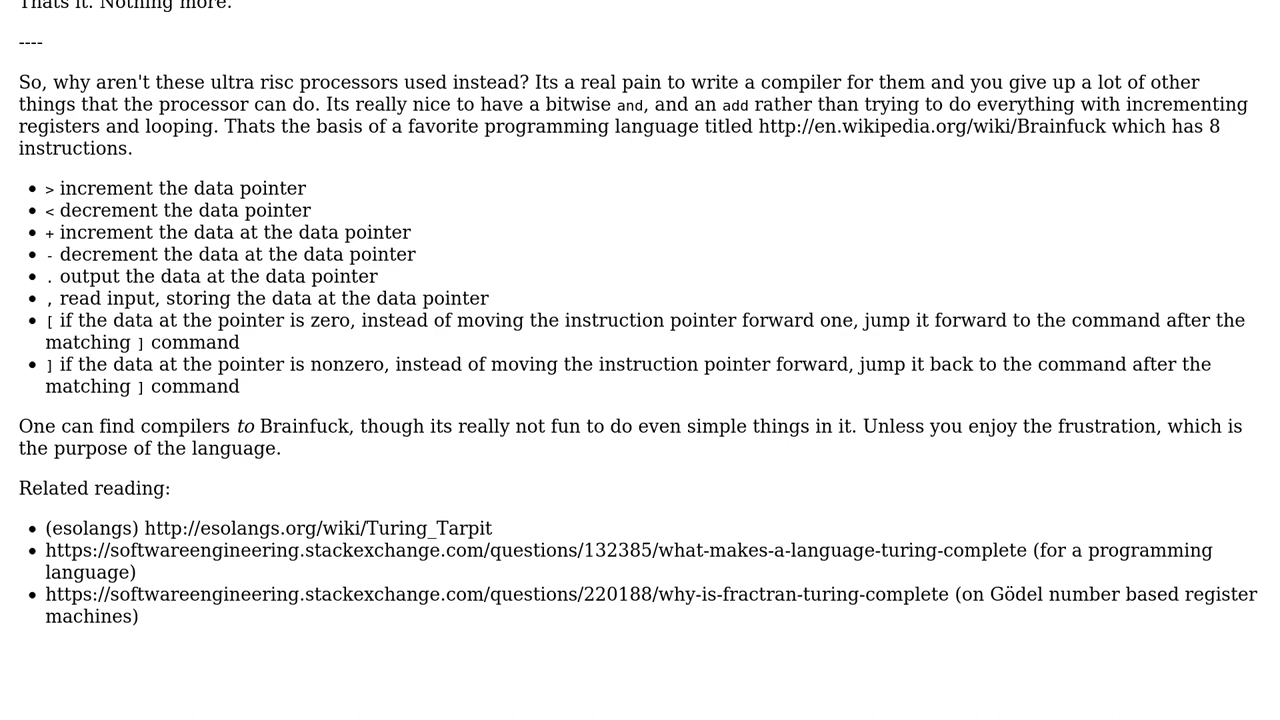 Thats it. Nothing more.
----
So, why aren't these ultra risc processors used instead? Its a real pain to write a compiler for them and you give up a lot of other
things that the processor can do. Its really nice to have a bitwise and, and an add rather than trying to do everything with incrementing
registers and looping. Thats the basis of a favorite programming language titled http://en.wikipedia.org/wiki/Brainfuck which has 8
instructions.
• > increment the data pointer
• < decrement the data pointer
• + increment the data at the data pointer
• - decrement the data at the data pointer
• . output the data at the data pointer
• , read input, storing the data at the data pointer
• [ if the data at the pointer is zero, instead of moving the instruction pointer forward one, jump it forward to the command after the
matching ] command
• ] if the data at the pointer is nonzero, instead of moving the instruction pointer forward, jump it back to the command after the
matching ] command
One can find compilers to Brainfuck, though its really not fun to do even simple things in it. Unless you enjoy the frustration, which is
the purpose of the language.
Related reading:
• (esolangs) http://esolangs.org/wiki/Turing_Tarpit
• https://softwareengineering.stackexchange.com/questions/132385/what-makes-a-language-turing-complete (for a programming
language)
• https://softwareengineering.stackexchange.com/questions/220188/why-is-fractran-turing-complete (on Gödel number based register
machines)